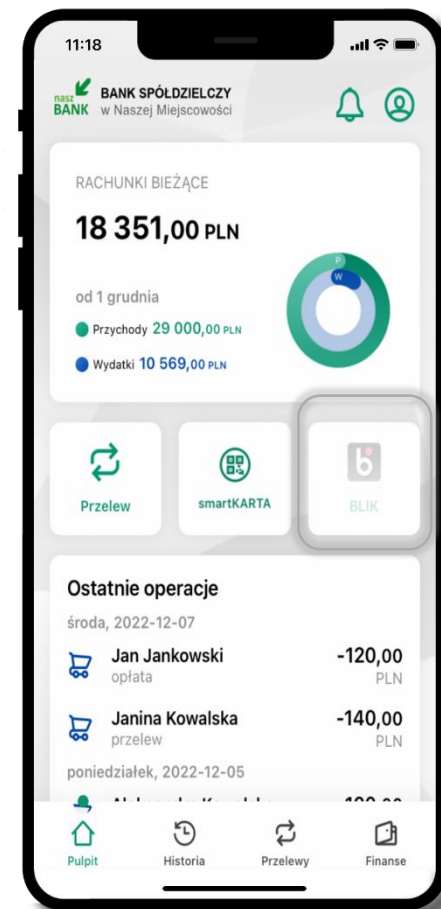 11:18
nasz BANK
BANK SPÓŁDZIELCZY
w Naszej Miejscowości
RACHUNKI BIEŻĄCE
18 351,00 PLN
od 1 grudnia
Przychody 29 000,00 PLN
Wydatki 10 569,00 PLN
P
W
Przelew
smartKARTA
BLIK
Ostatnie operacje
środa, 2022-12-07
Jan Jankowski -120,00
opłata PLN
Janina Kowalska -140,00
przelew PLN
poniedziałek, 2022-12-05
Pulpit Historia Przelewy Finanse